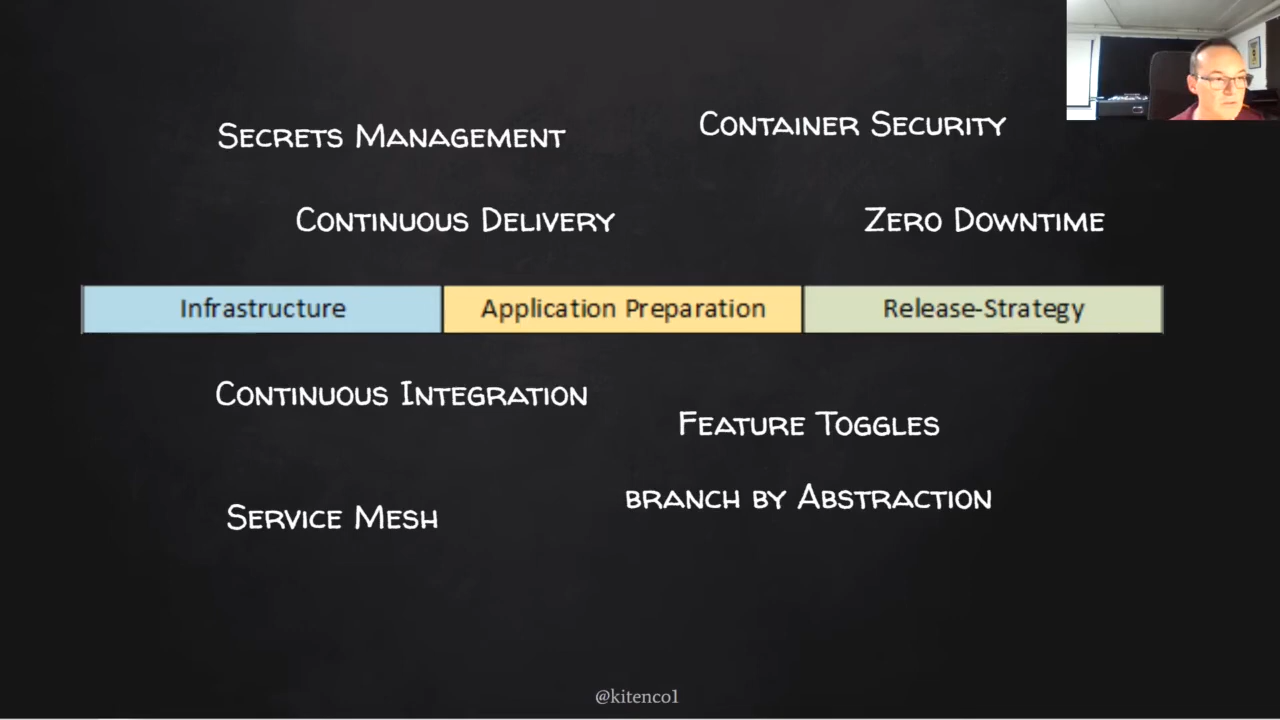 Secrets Management
Container Security
Continuous Delivery
Zero Downtime
Infrastructure
Application Preparation
Release-Strategy
Continuous Integration
Feature Toggles
branch by Abstraction
Service Mesh
@kitenco1